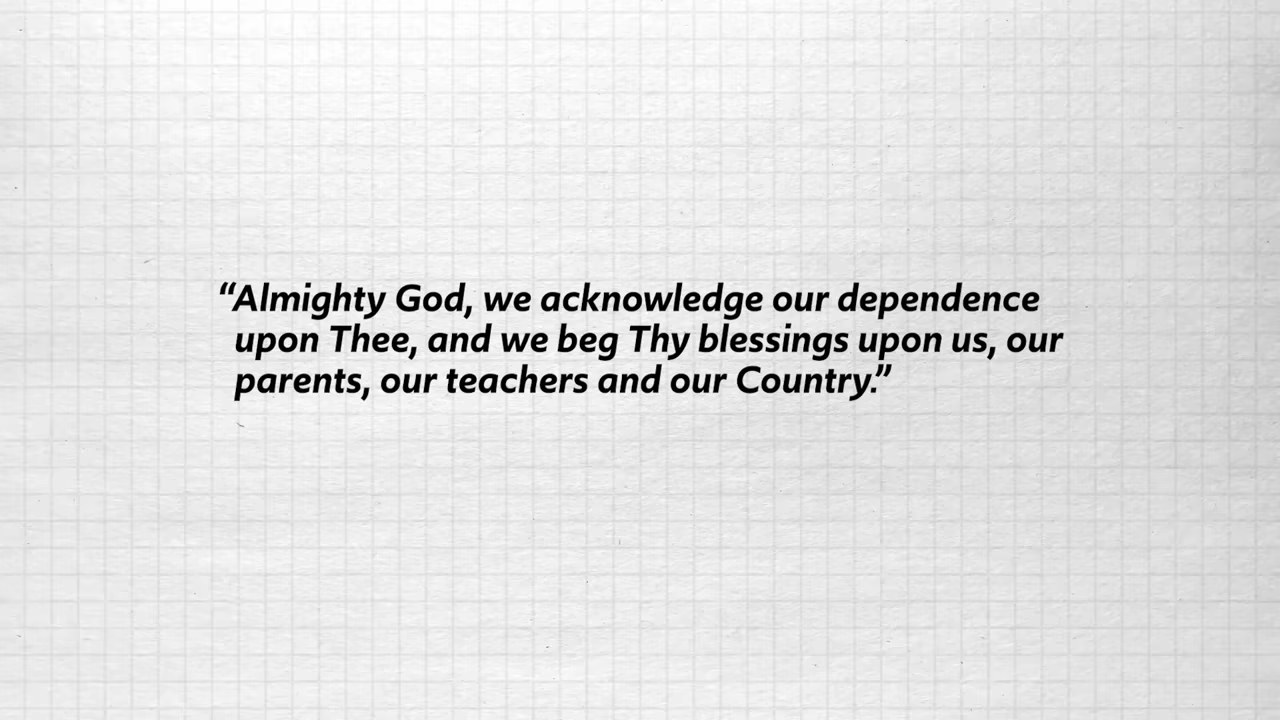 “Almighty God, we acknowledge our dependence
upon Thee, and we beg Thy blessings upon us, our
parents, our teachers and our Country.”